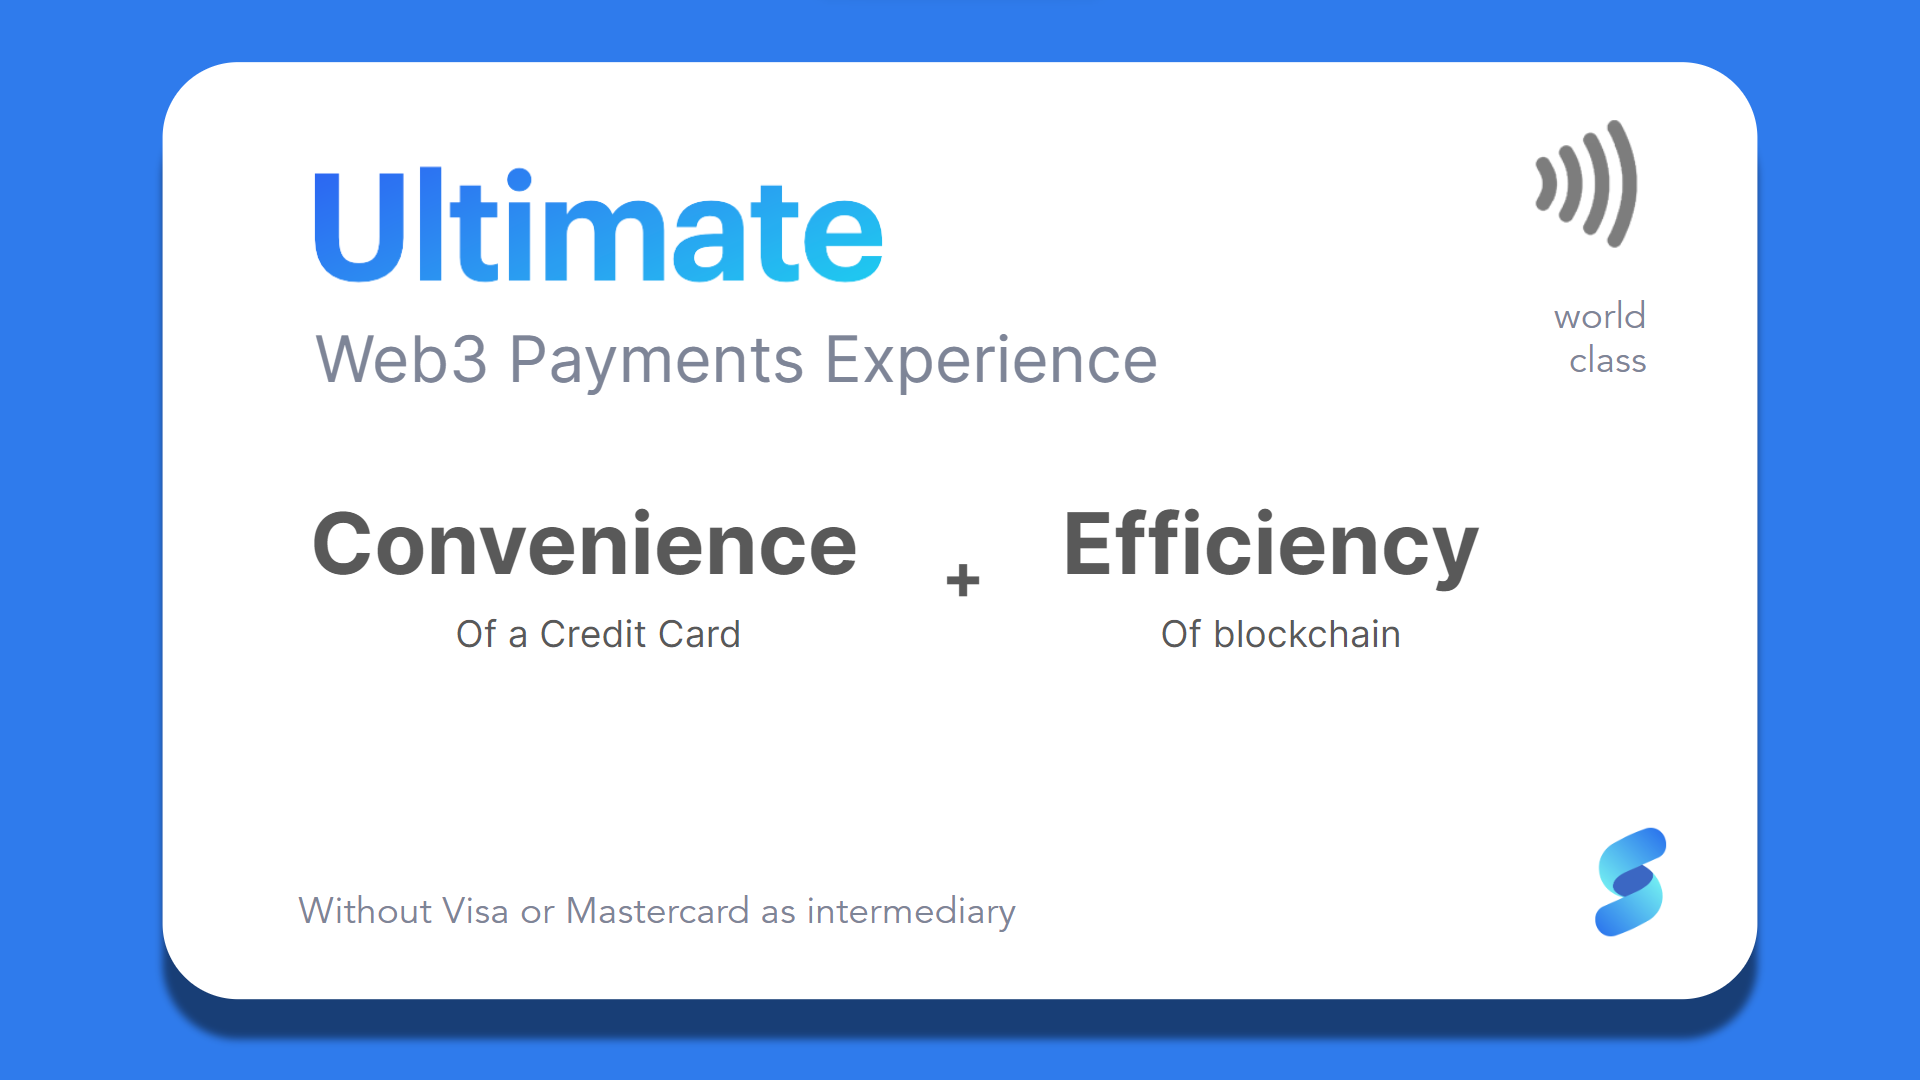 Ultimate
Web3 Payments Experience
world
class
Convenience + Efficiency
Of a Credit Card
Of blockchain
Without Visa or Mastercard as intermediary